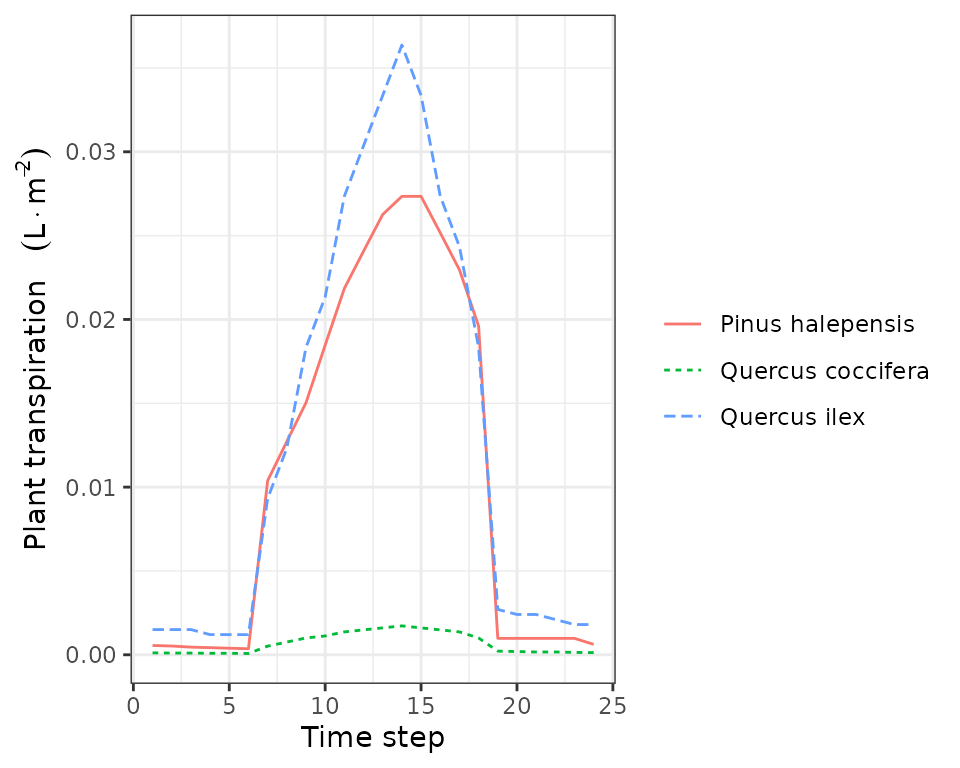 Plant transpiration (L·m⁻²)
0.03
0.02
0.01
0.00
0 5 10 15 20 25
Time step
Pinus halepensis
Quercus coccifera
Quercus ilex